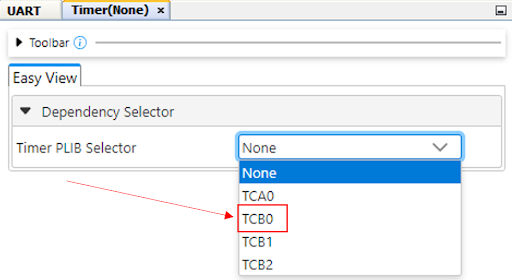 UART Timer(None) ×
Toolbar
Easy View
Dependency Selector
Timer PLIB Selector None
None
TCA0
TCB0
TCB1
TCB2